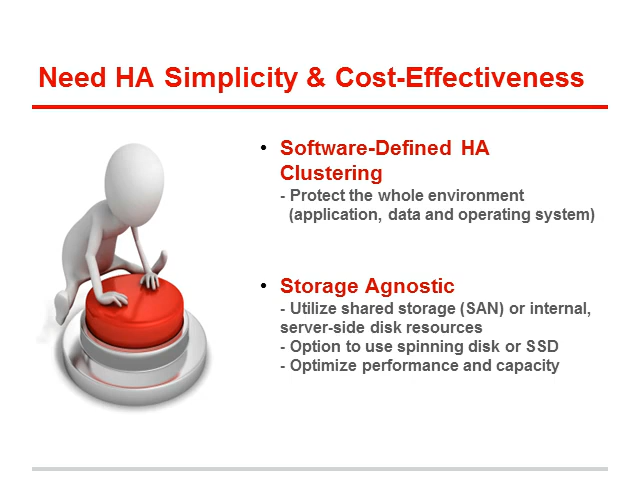 Need HA Simplicity & Cost-Effectiveness
• Software-Defined HA
Clustering
- Protect the whole environment
(application, data and operating system)
• Storage Agnostic
- Utilize shared storage (SAN) or internal,
server-side disk resources
- Option to use spinning disk or SSD
- Optimize performance and capacity